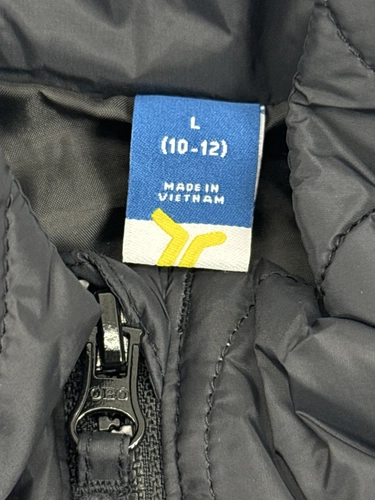 L
(10-12)
MADE IN
VIETNAM